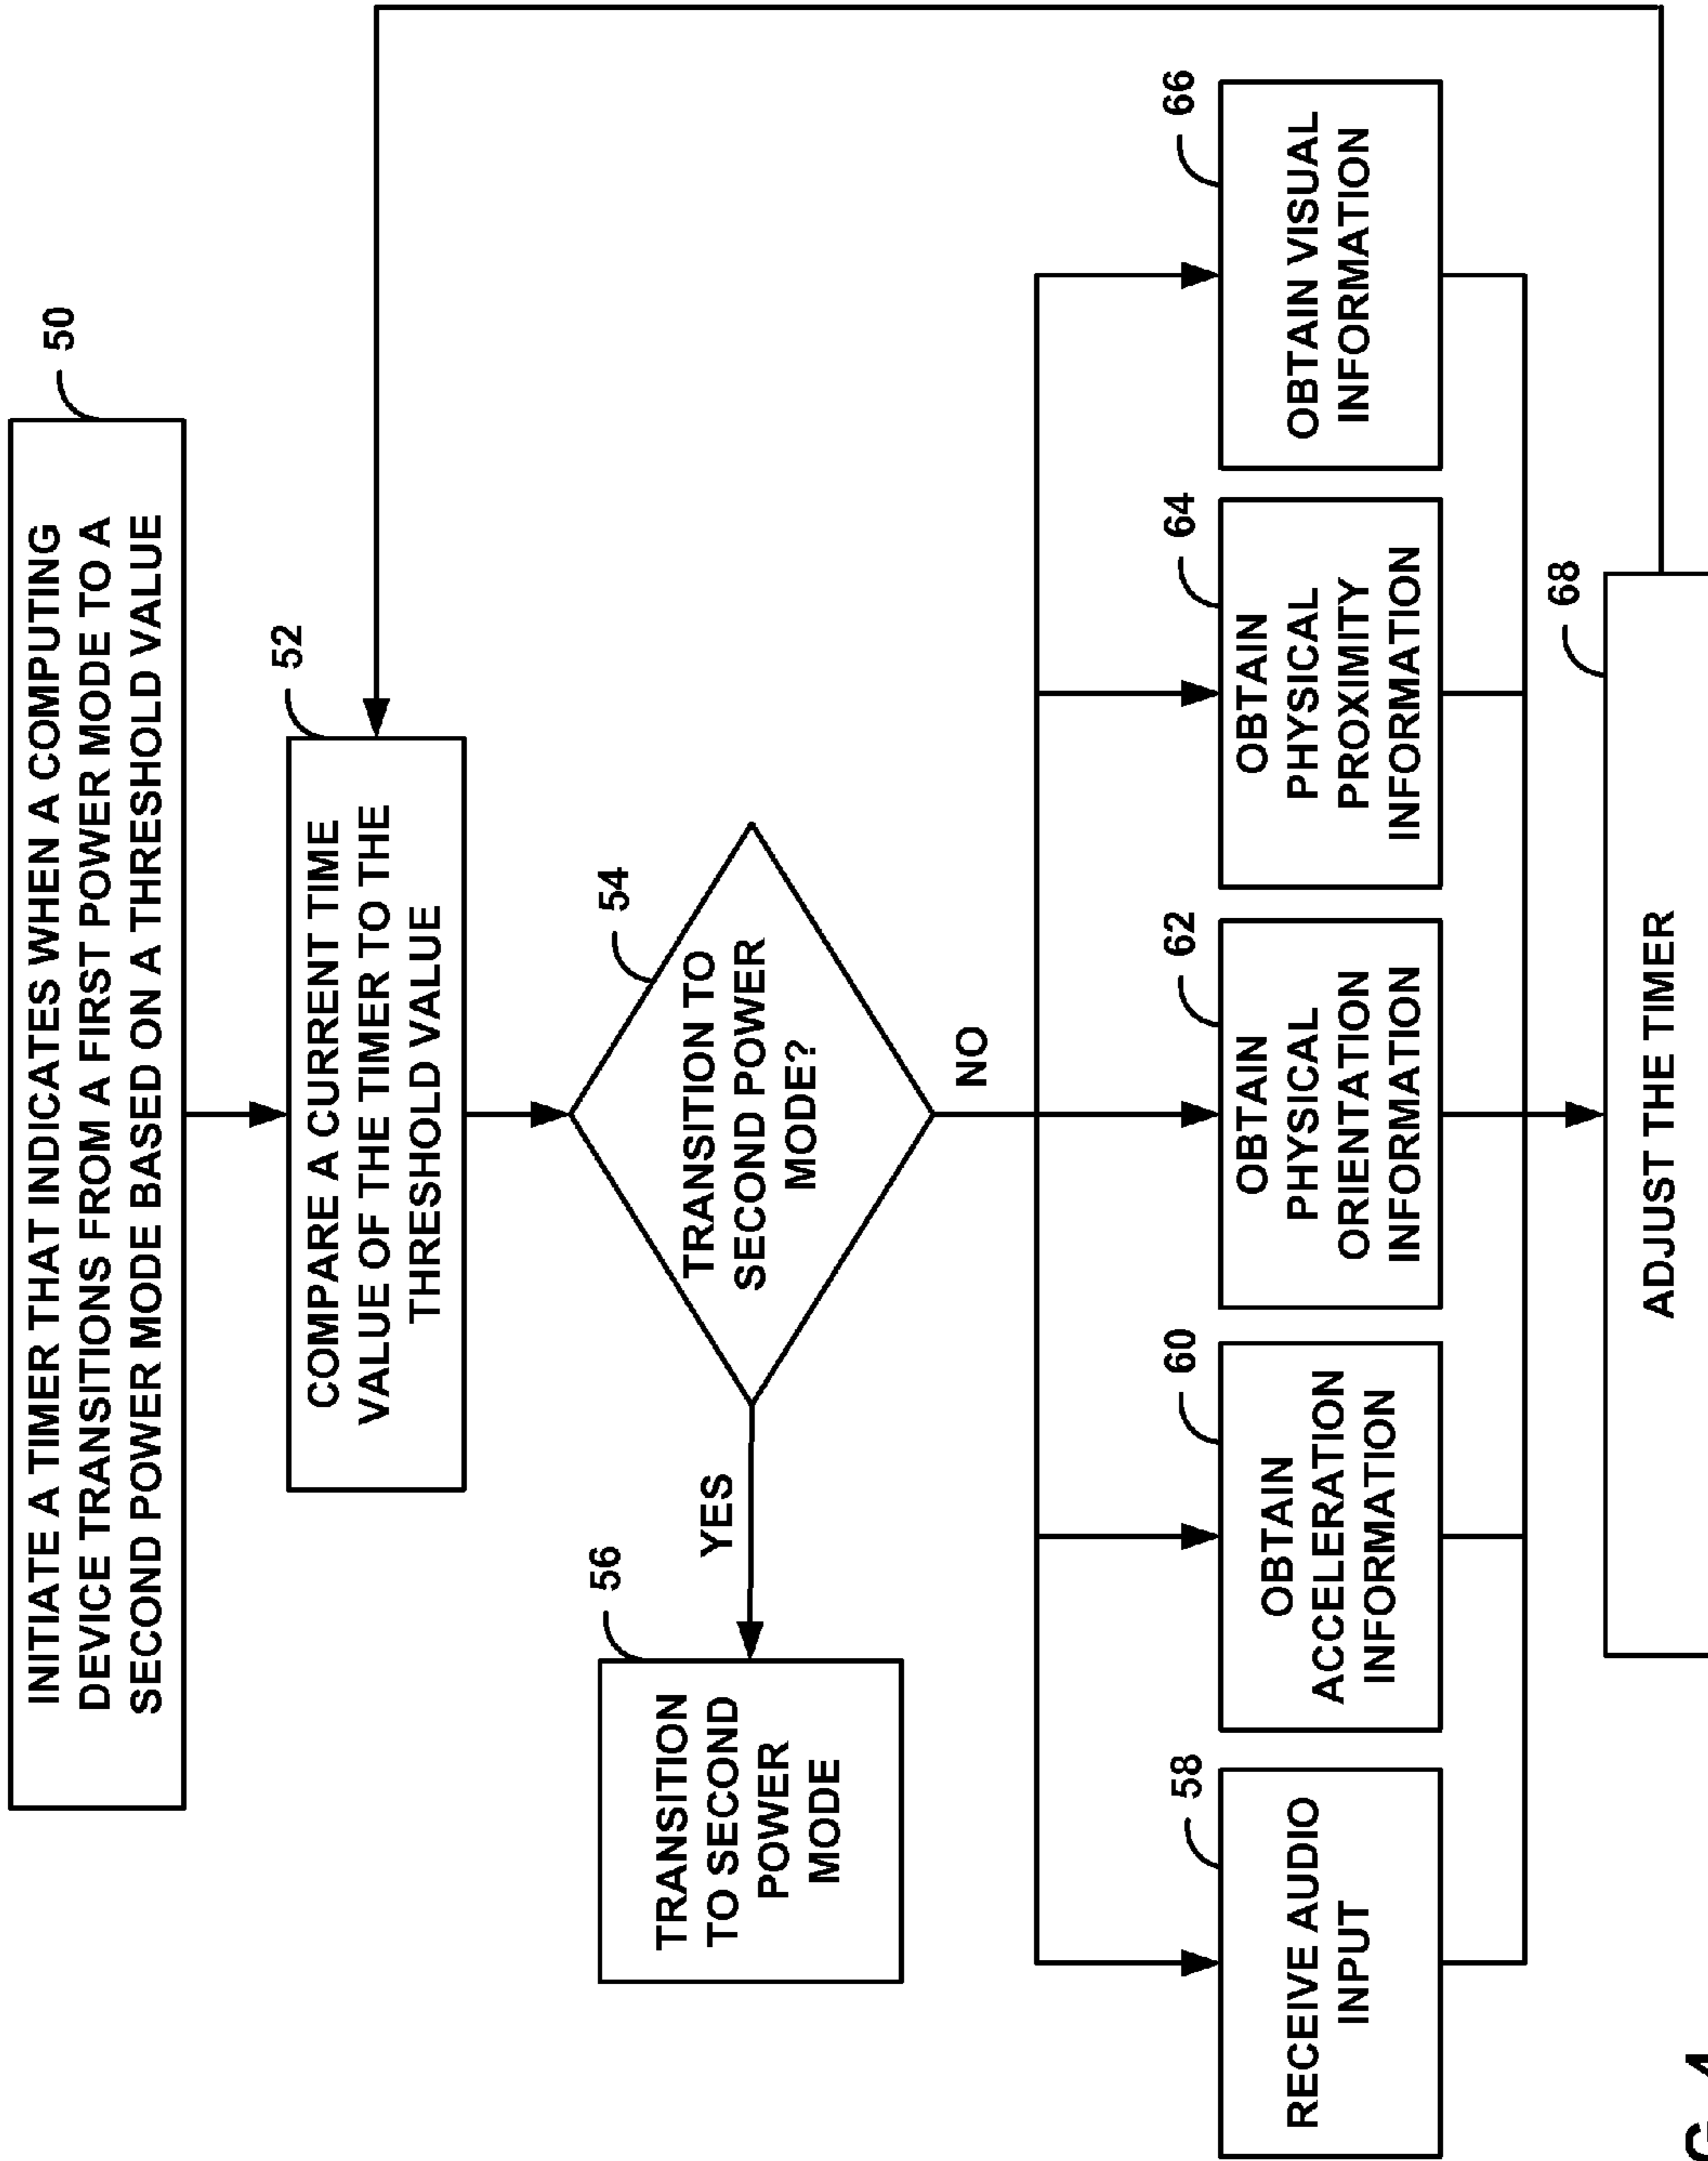 50
INITIATE A TIMER THAT INDICATES WHEN A COMPUTING
DEVICE TRANSITIONS FROM A FIRST POWER MODE TO A
SECOND POWER MODE BASED ON A THRESHOLD VALUE
52
COMPARE A CURRENT TIME
VALUE OF THE TIMER TO THE
THRESHOLD VALUE
54
TRANSITION TO
SECOND POWER
MODE?
YES
56
TRANSITION
TO SECOND
POWER
MODE
NO
58
RECEIVE AUDIO
INPUT
60
OBTAIN
ACCELERATION
INFORMATION
62
OBTAIN
PHYSICAL
ORIENTATION
INFORMATION
64
OBTAIN
PHYSICAL
PROXIMITY
INFORMATION
66
OBTAIN VISUAL
INFORMATION
68
ADJUST THE TIMER